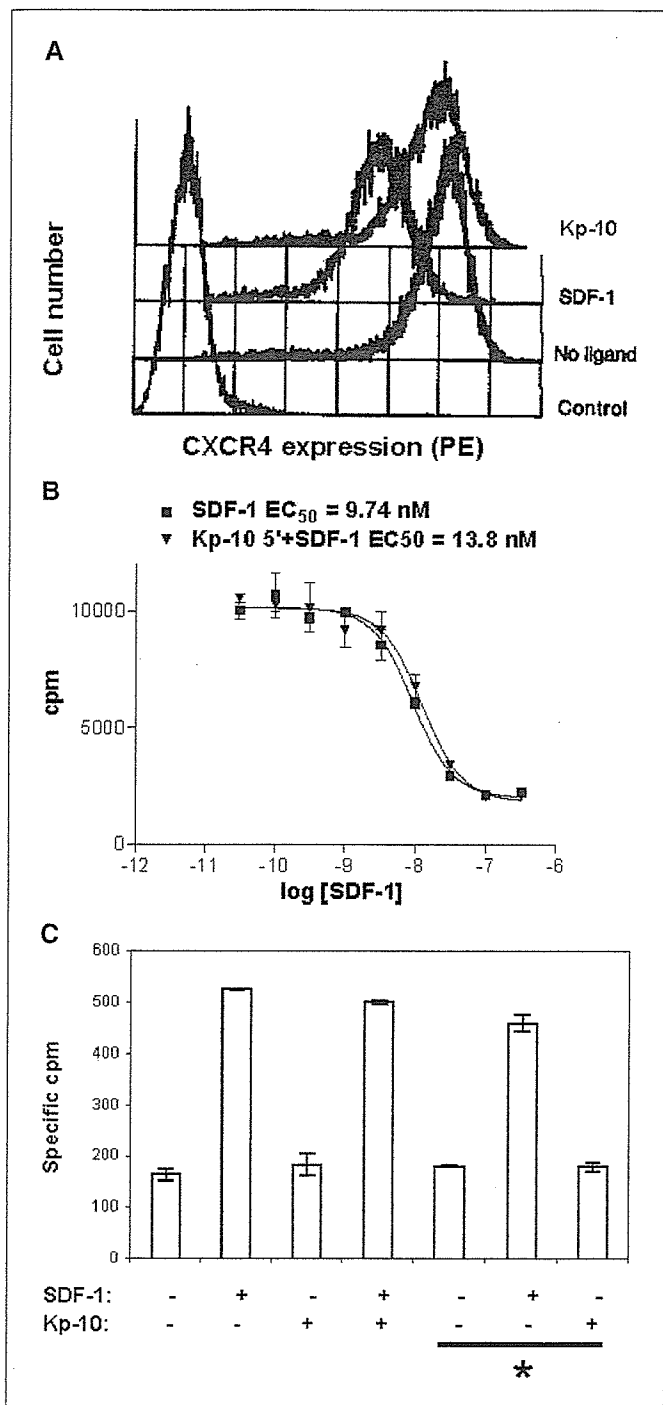 A
Cell number
Kp-10
SDF-1
No ligand
Control
CXCR4 expression (PE)
B
SDF-1 EC50 = 9.74 nM
Kp-10 5'+SDF-1 EC50 = 13.8 nM
cpm
10000
5000
0
-12 -11 -10 -9 -8 -7 -6
log [SDF-1]
C
Specific cpm
600
500
400
300
200
100
0
SDF-1: - + - + - + -
Kp-10: - - + + - - +
*